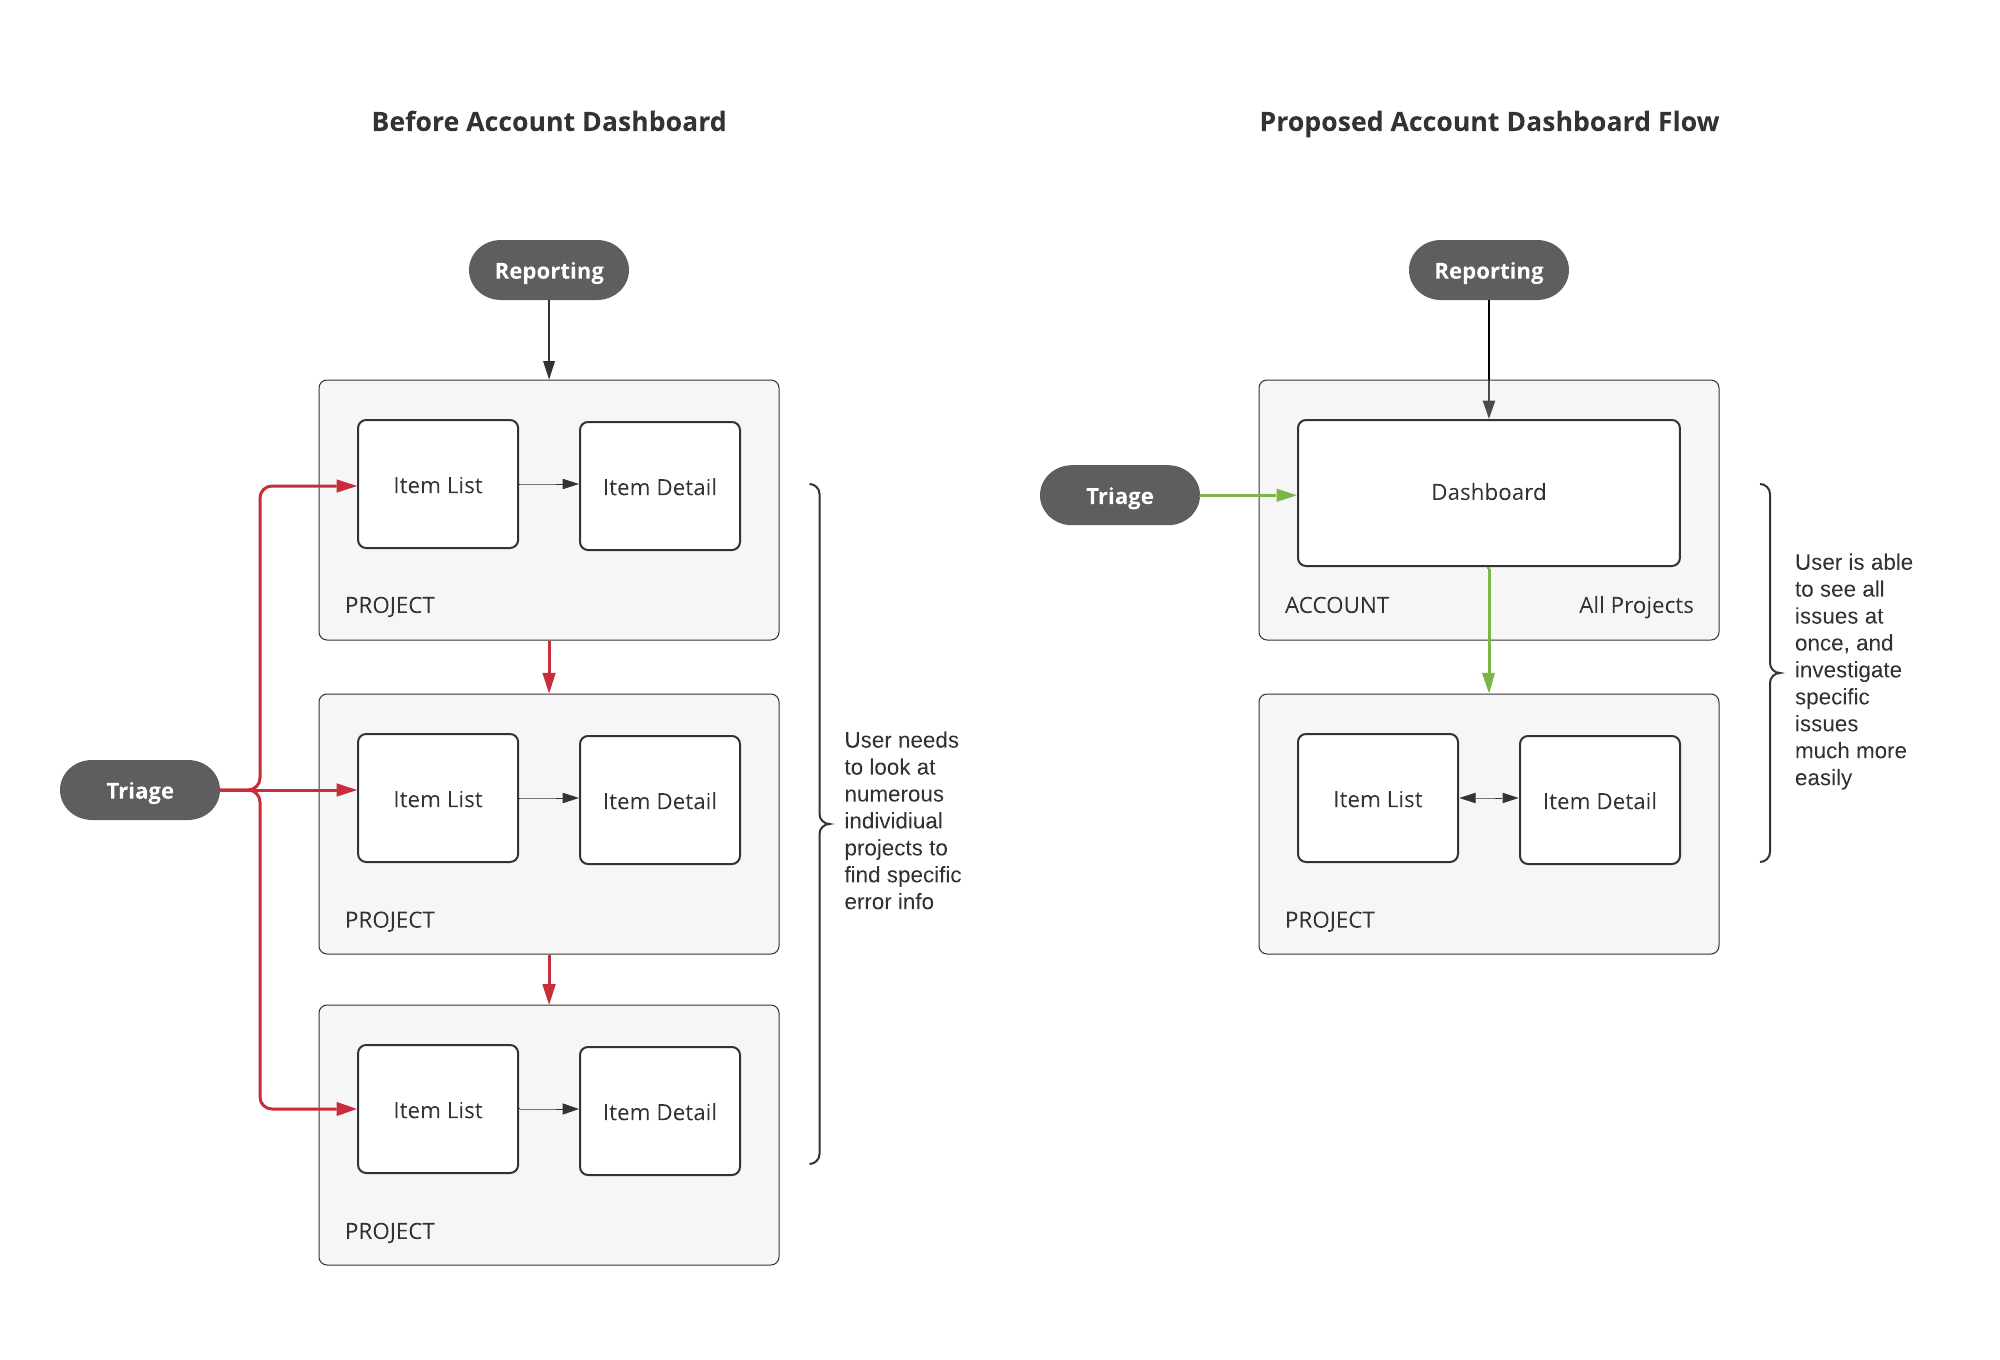 Before Account Dashboard
Reporting
Item List
Item Detail
PROJECT
Triage
Item List
Item Detail
PROJECT
Item List
Item Detail
PROJECT
User needs
to look at
numerous
individiual
projects to
find specific
error info
Proposed Account Dashboard Flow
Reporting
Triage
Dashboard
ACCOUNT
All Projects
Item List
Item Detail
PROJECT
User is able
to see all
issues at
once, and
investigate
specific
issues
much more
easily